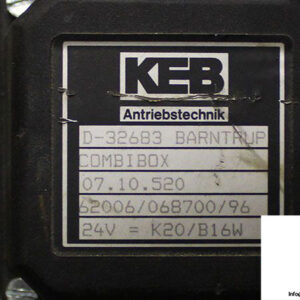 KEB
Antriebstechnik
D-32683 BARNTRUP
COMBIBOX
07.10.520
62006/068700/96
24V = K20/B16W